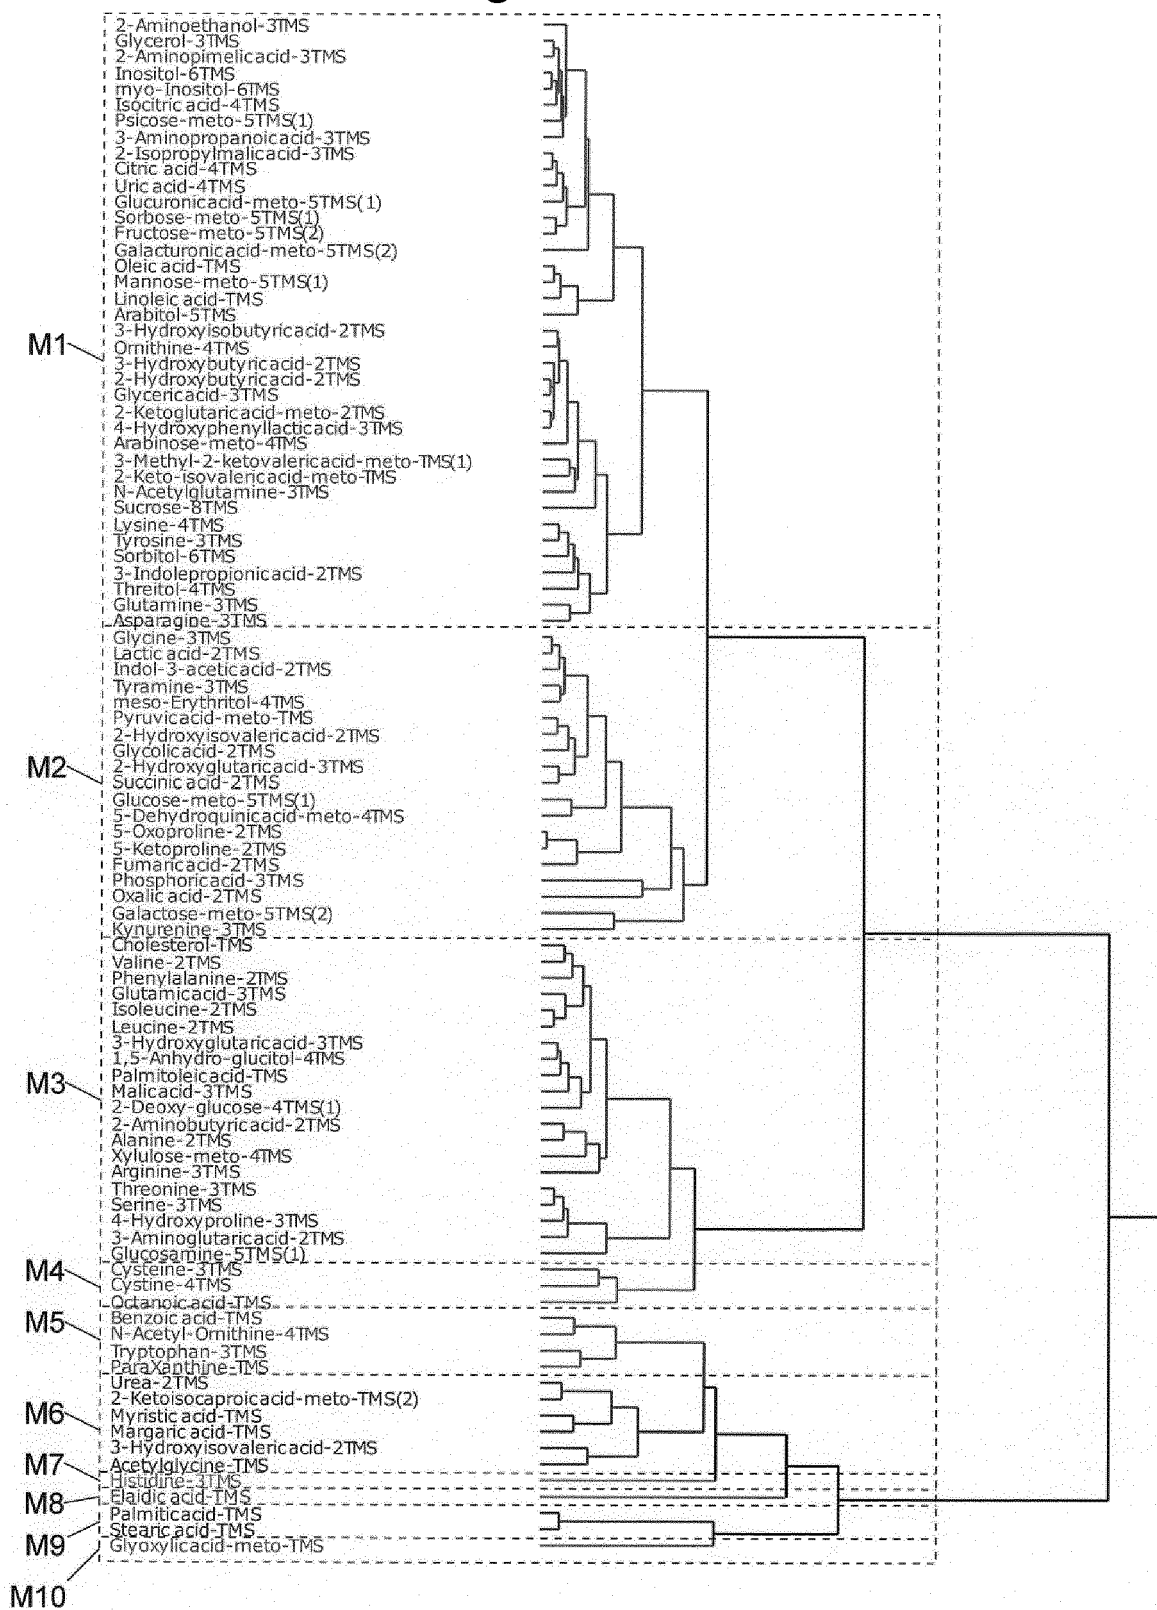 2-Aminoethanol-3TMS
Glycerol-3TMS
2-Aminopimelicacid-3TMS
Inositol-6TMS
myo-Inositol-6TMS
Isocitric acid-4TMS
Psicose-meto-5TMS(1)
3-Aminopropanoicacid-3TMS
2-Isopropylmalicacid-3TMS
Citric acid-4TMS
Uric acid-4TMS
Glucuronicacid-meto-5TMS(1)
Sorbose-meto-5TMS(1)
Fructose-meto-5TMS(2)
Galacturonicacid-meto-5TMS(2)
Oleic acid-TMS
Mannose-meto-5TMS(1)
Linoleic acid-TMS
Arabitol-5TMS
3-Hydroxyisobutyricacid-2TMS
M1
Ornithine-4TMS
3-Hydroxybutyricacid-2TMS
2-Hydroxybutyricacid-2TMS
Glycericacid-3TMS
2-Ketoglutaricacid-meto-2TMS
4-Hydroxyphenyllacticacid-3TMS
Arabinose-meto-4TMS
3-Methyl-2-ketovalericacid-meto-TMS(1)
2-Keto-isovalericacid-meto-TMS
N-Acetylglutamine-3TMS
Sucrose-8TMS
Lysine-4TMS
Tyrosine-3TMS
Sorbitol-6TMS
3-Indolepropionicacid-2TMS
Threitol-4TMS
Glutamine-3TMS
Asparagine-3TMS
Glycine-3TMS
Lactic acid-2TMS
Indol-3-aceticacid-2TMS
Tyramine-3TMS
meso-Erythritol-4TMS
Pyruvicacid-meto-TMS
2-Hydroxyisovalericacid-2TMS
Glycolicacid-2TMS
M2
2-Hydroxyglutaricacid-3TMS
Succinic acid-2TMS
Glucose-meto-5TMS(1)
5-Dehydroquinicacid-meto-4TMS
5-Oxoproline-2TMS
5-Ketoproline-2TMS
Fumaricacid-2TMS
Phosphoricacid-3TMS
Oxalic acid-2TMS
Galactose-meto-5TMS(2)
Kynurenine-3TMS
Cholesterol-TMS
Valine-2TMS
Phenylalanine-2TMS
Glutamicacid-3TMS
Isoleucine-2TMS
Leucine-2TMS
3-Hydroxyglutaricacid-3TMS
1,5-Anhydro-glucitol-4TMS
Palmitoleicacid-TMS
M3
Malicacid-3TMS
2-Deoxy-glucose-4TMS(1)
2-Aminobutyricacid-2TMS
Alanine-2TMS
Xylulose-meto-4TMS
Arginine-3TMS
Threonine-3TMS
Serine-3TMS
4-Hydroxyproline-3TMS
3-Aminoglutaricacid-2TMS
Glucosamine-5TMS(1)
M4
Cysteine-3TMS
Cystine-4TMS
Octanoic acid-TMS
M5
Benzoic acid-TMS
N-Acetyl-Ornithine-4TMS
Tryptophan-3TMS
ParaXanthine-TMS
Urea-2TMS
2-Ketoisocaproicacid-meto-TMS(2)
M6
Myristic acid-TMS
Margaric acid-TMS
3-Hydroxyisovalericacid-2TMS
Acetylglycine-TMS
M7
Histidine-3TMS
M8
Elaidic acid-TMS
Palmiticacid-TMS
Stearic acid-TMS
M9
Glyoxylicacid-meto-TMS
M10